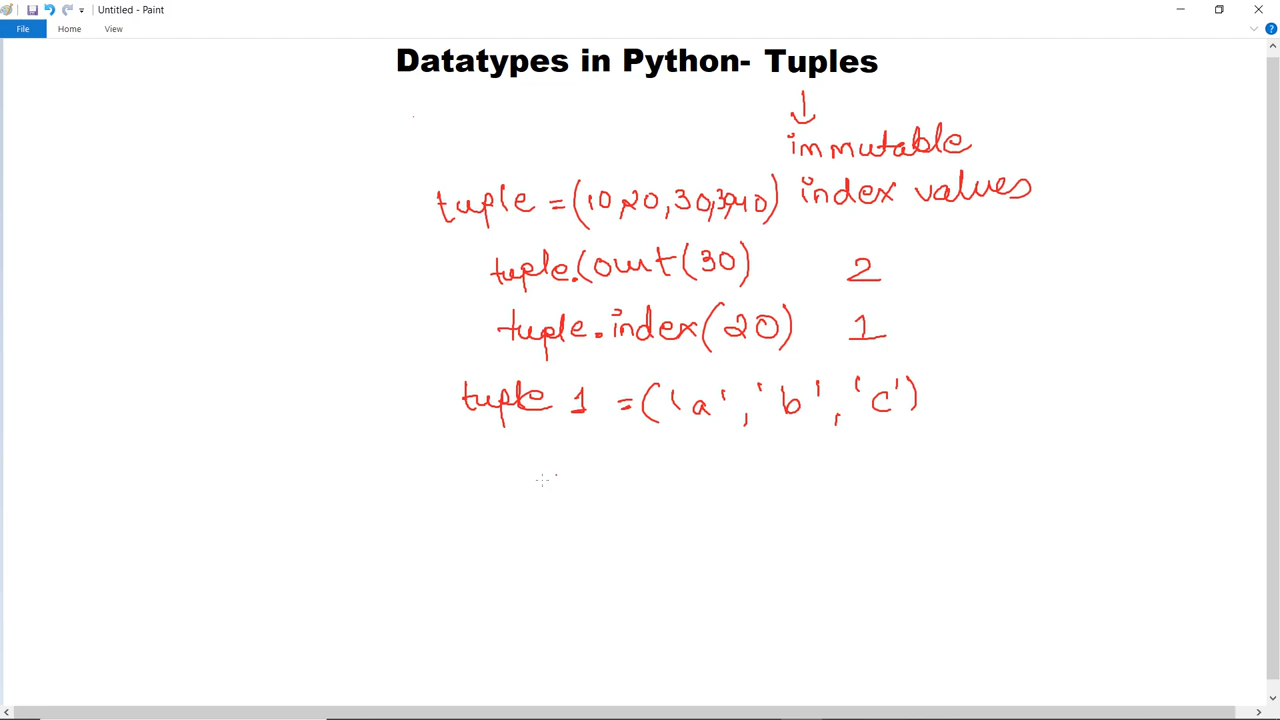 Untitled - Paint
File Home View
Datatypes in Python- Tuples
immutable
index values
tuple = (10,20,30,30,40)
tuple.count(30) 2
tuple.index(20) 1
tuple 1 = ('a', 'b', 'c')